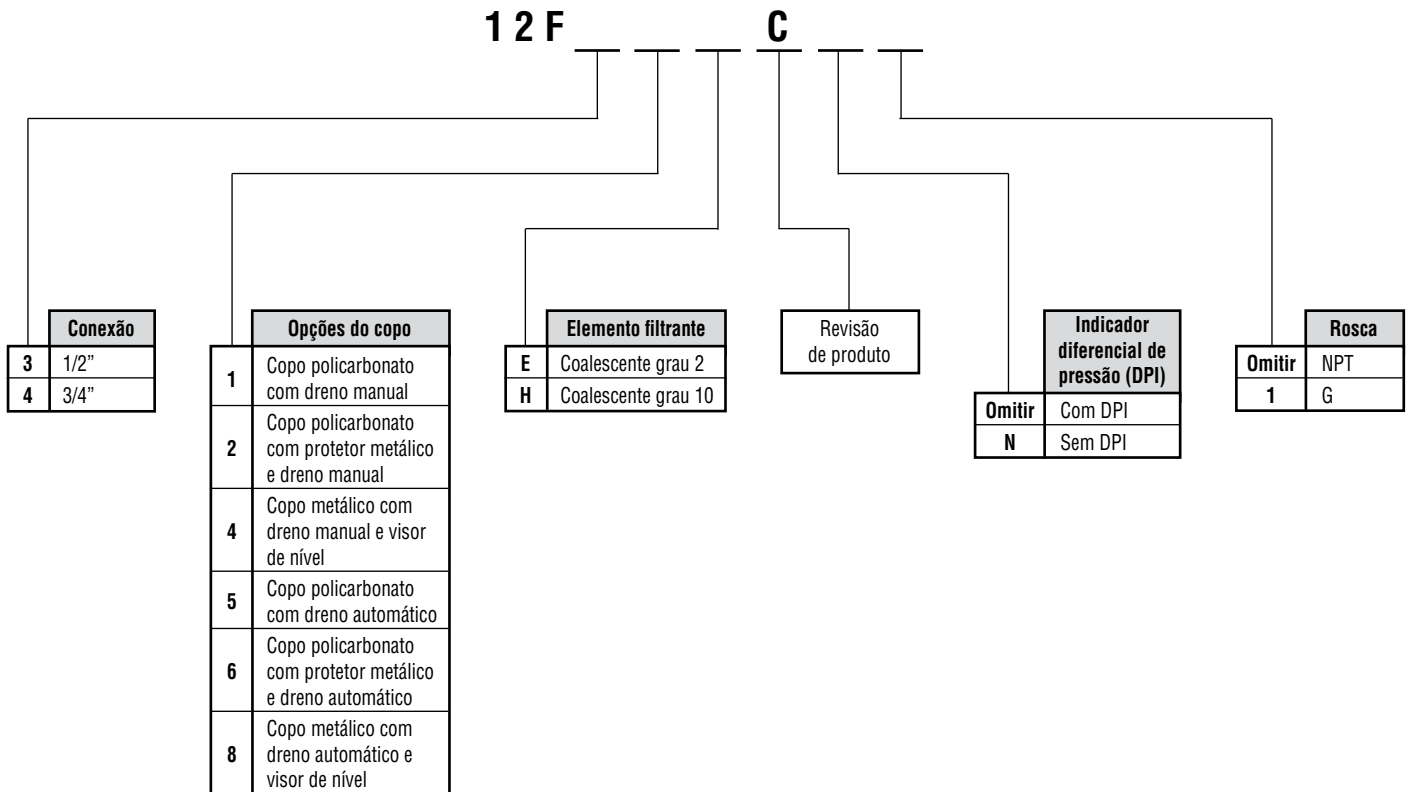 12F C
Conexão
3 1/2”
4 3/4”
Opções do copo
1 Copo policarbonato
com dreno manual
2 Copo policarbonato
com protetor metálico
e dreno manual
4 Copo metálico com
dreno manual e visor
de nível
5 Copo policarbonato
com dreno automático
6 Copo policarbonato
com protetor metálico
e dreno automático
8 Copo metálico com
dreno automático e
visor de nível
Elemento filtrante
E Coalescente grau 2
H Coalescente grau 10
Revisão
de produto
Indicador
diferencial de
pressão (DPI)
Omitir Com DPI
N Sem DPI
Rosca
Omitir NPT
1 G